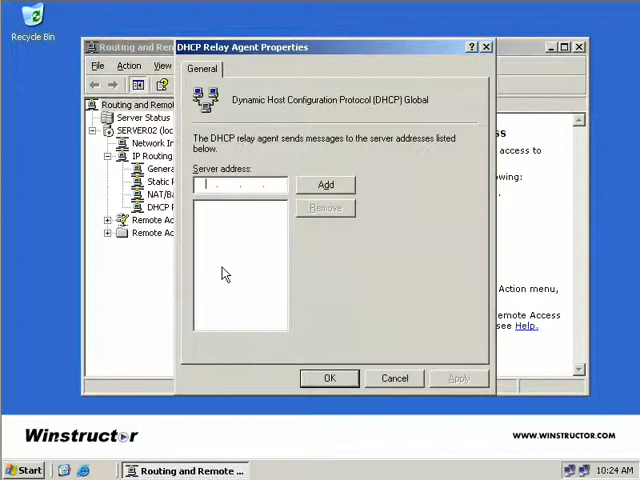 Recycle Bin
Routing and Rem
DHCP Relay Agent Properties
File Action View
General
Routing and Remot
Server Status
SERVER02 (loc
Network In
IP Routing
Genera
Static R
NAT/Ba
DHCP R
Remote Ac
Remote Ac
Dynamic Host Configuration Protocol (DHCP) Global
The DHCP relay agent sends messages to the server addresses listed
below.
Server address:
Add
Remove
OK
Cancel
Apply
s
access to
owing:
Action menu,
emote Access
see Help.
Winstructor
WWW.WINSTRUCTOR.COM
Start
Routing and Remote ...
10:24 AM